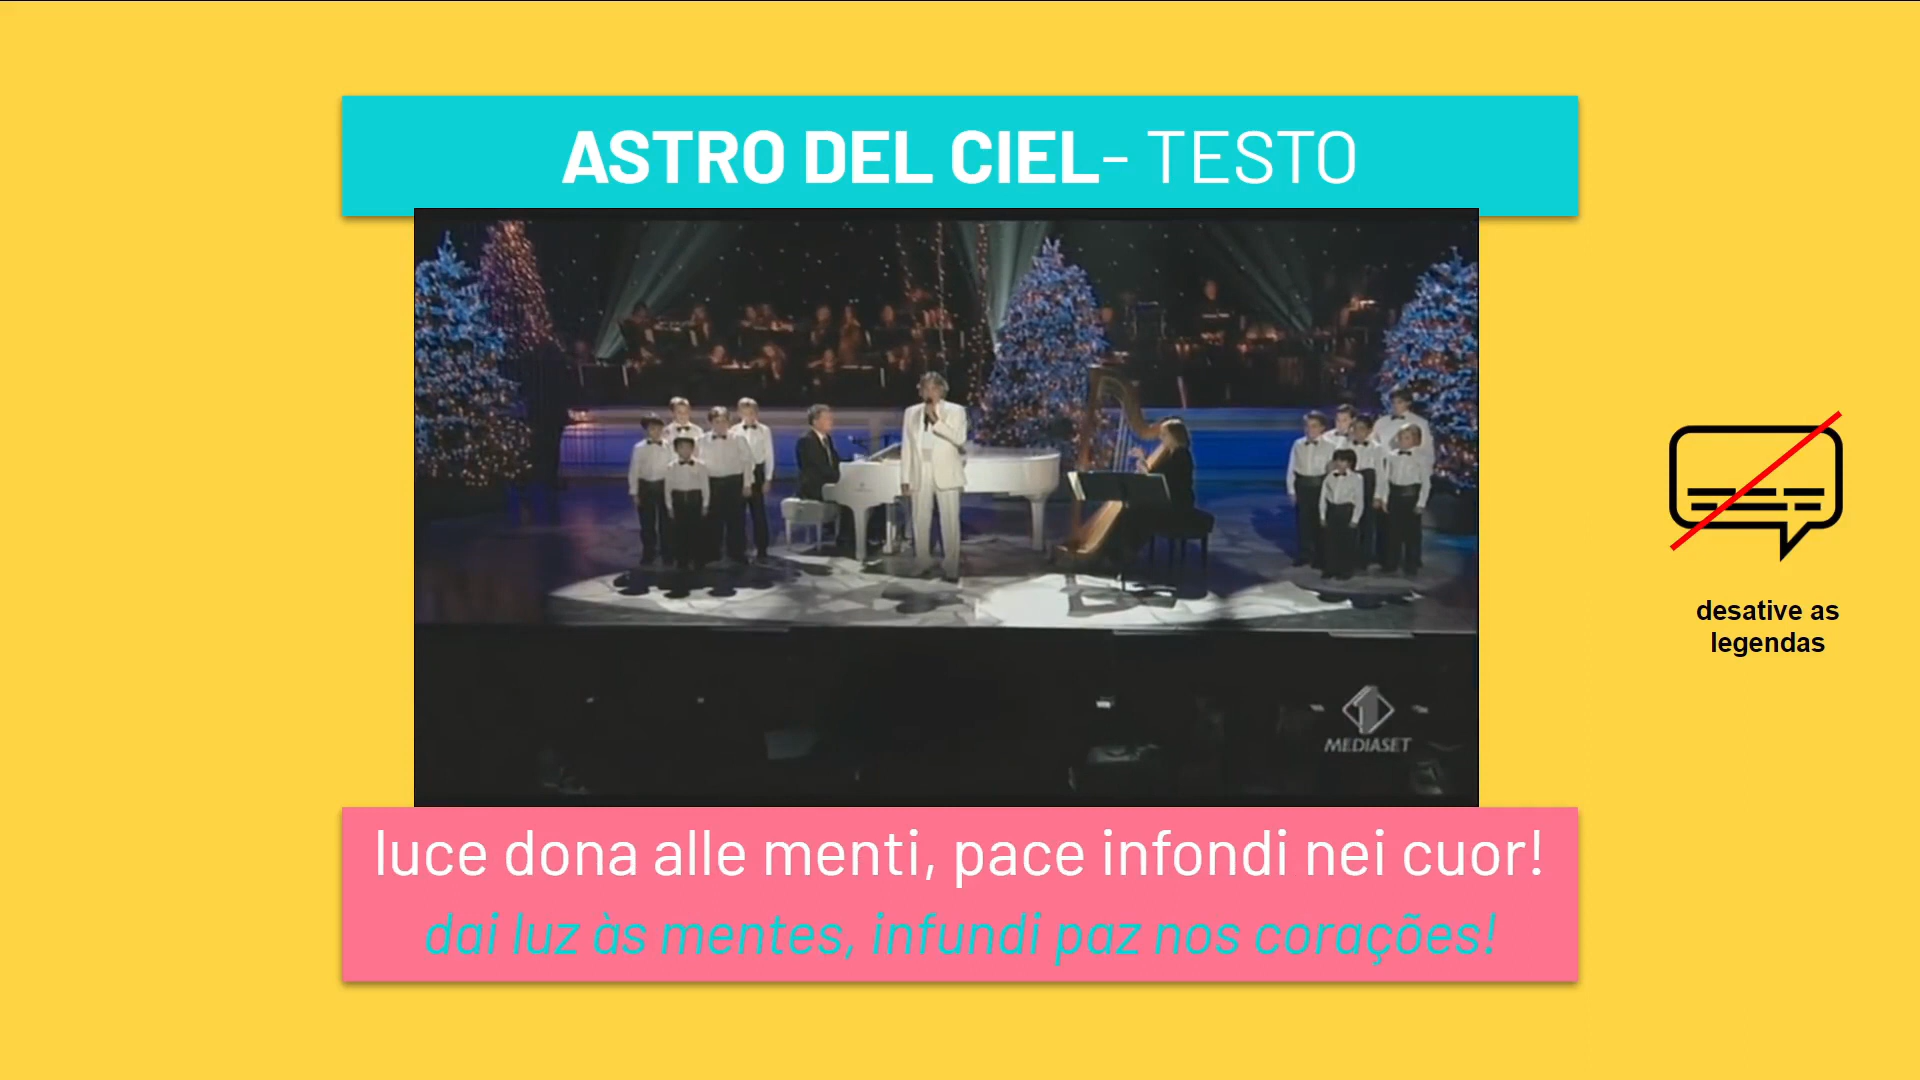 ASTRO DEL CIEL- TESTO
MEDIASET
desative as
legendas
luce dona alle menti, pace infondi nei cuor!
dai luz às mentes, infundi paz nos corações!